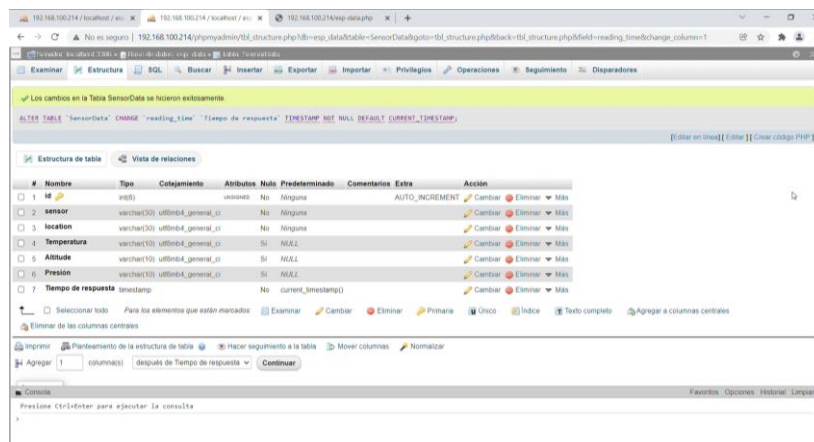 192.168.100.214 / localhost / es
192.168.100.214 / localhost / es
192.168.100.214/esp-data.php
No es seguro | 192.168.100.214/phpmyadmin/tbl_structure.php?db=esp_data&table=SensorData&goto=tbl_structure.php&back=tbl_structure.php&field=reading_time&change_column=1
Examinar Estructura SQL Buscar Insertar Exportar Importar Privilegios Operaciones Seguimiento Disparadores
Los cambios en la Tabla SensorData se hicieron exitosamente.
ALTER TABLE `SensorData` CHANGE `reading_time` `Tiempo de respuesta` TIMESTAMP NOT NULL DEFAULT CURRENT_TIMESTAMP;
[Editar en línea] [ Editar ] [ Crear código PHP ]
Estructura de tabla Vista de relaciones
# Nombre Tipo Cotejamiento Atributos Nulo Predeterminado Comentarios Extra Acción
1 id int(6) UNSIGNED No Ninguna AUTO_INCREMENT Cambiar Eliminar Más
2 sensor varchar(30) utf8mb4_general_ci No Ninguna Cambiar Eliminar Más
3 location varchar(30) utf8mb4_general_ci No Ninguna Cambiar Eliminar Más
4 Temperatura varchar(10) utf8mb4_general_ci Sí NULL Cambiar Eliminar Más
5 Altitude varchar(10) utf8mb4_general_ci Sí NULL Cambiar Eliminar Más
6 Presión varchar(10) utf8mb4_general_ci Sí NULL Cambiar Eliminar Más
7 Tiempo de respuesta timestamp No current_timestamp() Cambiar Eliminar Más
Seleccionar todo Para los elementos que están marcados: Examinar Cambiar Eliminar Primaria Único Índice Texto completo Agregar a columnas centrales
Eliminar de las columnas centrales
Imprimir Planteamiento de la estructura de tabla Hacer seguimiento a la tabla Mover columnas Normalizar
Agregar 1 columna(s) después de Tiempo de respuesta Continuar
Consola Favoritos Opciones Historial Limpiar
Presione Ctrl+Enter para ejecutar la consulta
>